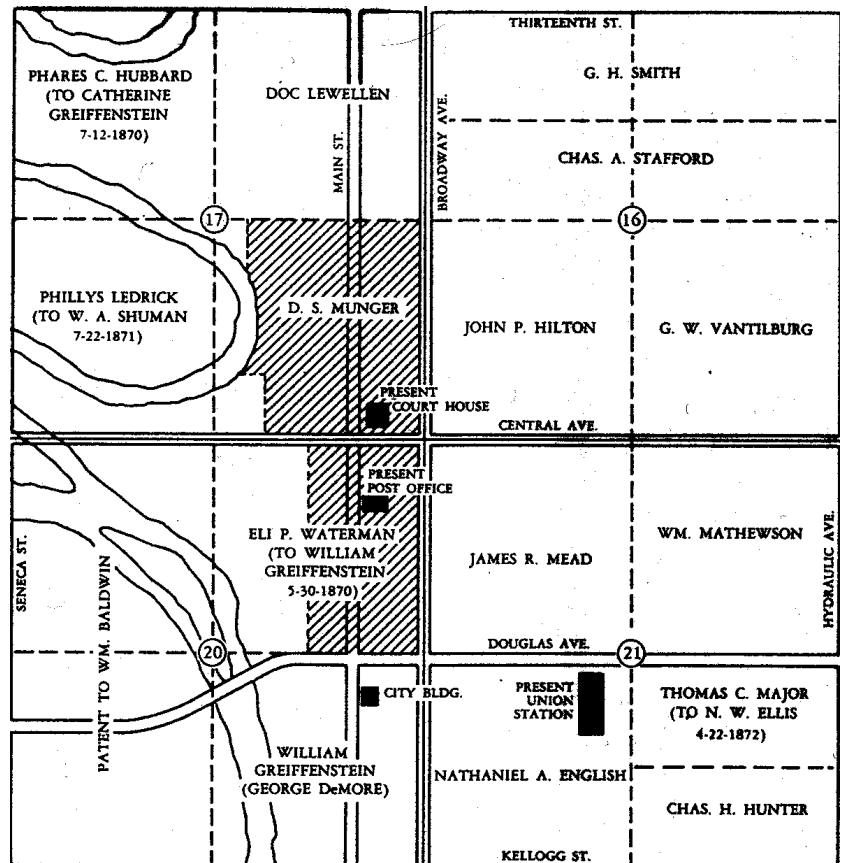 THIRTEENTH ST.
PHARES C. HUBBARD
(TO CATHERINE
GREIFFENSTEIN
7-12-1870)
DOC LEWELLEN
MAIN ST.
BROADWAY AVE.
G. H. SMITH
CHAS. A. STAFFORD
17
16
PHILLYS LEDRICK
(TO W. A. SHUMAN
7-22-1871)
D. S. MUNGER
JOHN P. HILTON
G. W. VANTILBURG
PRESENT
COURT HOUSE
CENTRAL AVE.
PRESENT
POST OFFICE
ELI P. WATERMAN
(TO WILLIAM
GREIFFENSTEIN
5-30-1870)
JAMES R. MEAD
WM. MATHEWSON
SENECA ST.
HYDRAULIC AVE.
PATENT TO WM. BALDWIN
DOUGLAS AVE.
20
21
CITY BLDG.
PRESENT
UNION
STATION
THOMAS C. MAJOR
(TO N. W. ELLIS
4-22-1872)
WILLIAM
GREIFFENSTEIN
(GEORGE DeMORE)
NATHANIEL A. ENGLISH
CHAS. H. HUNTER
KELLOGG ST.